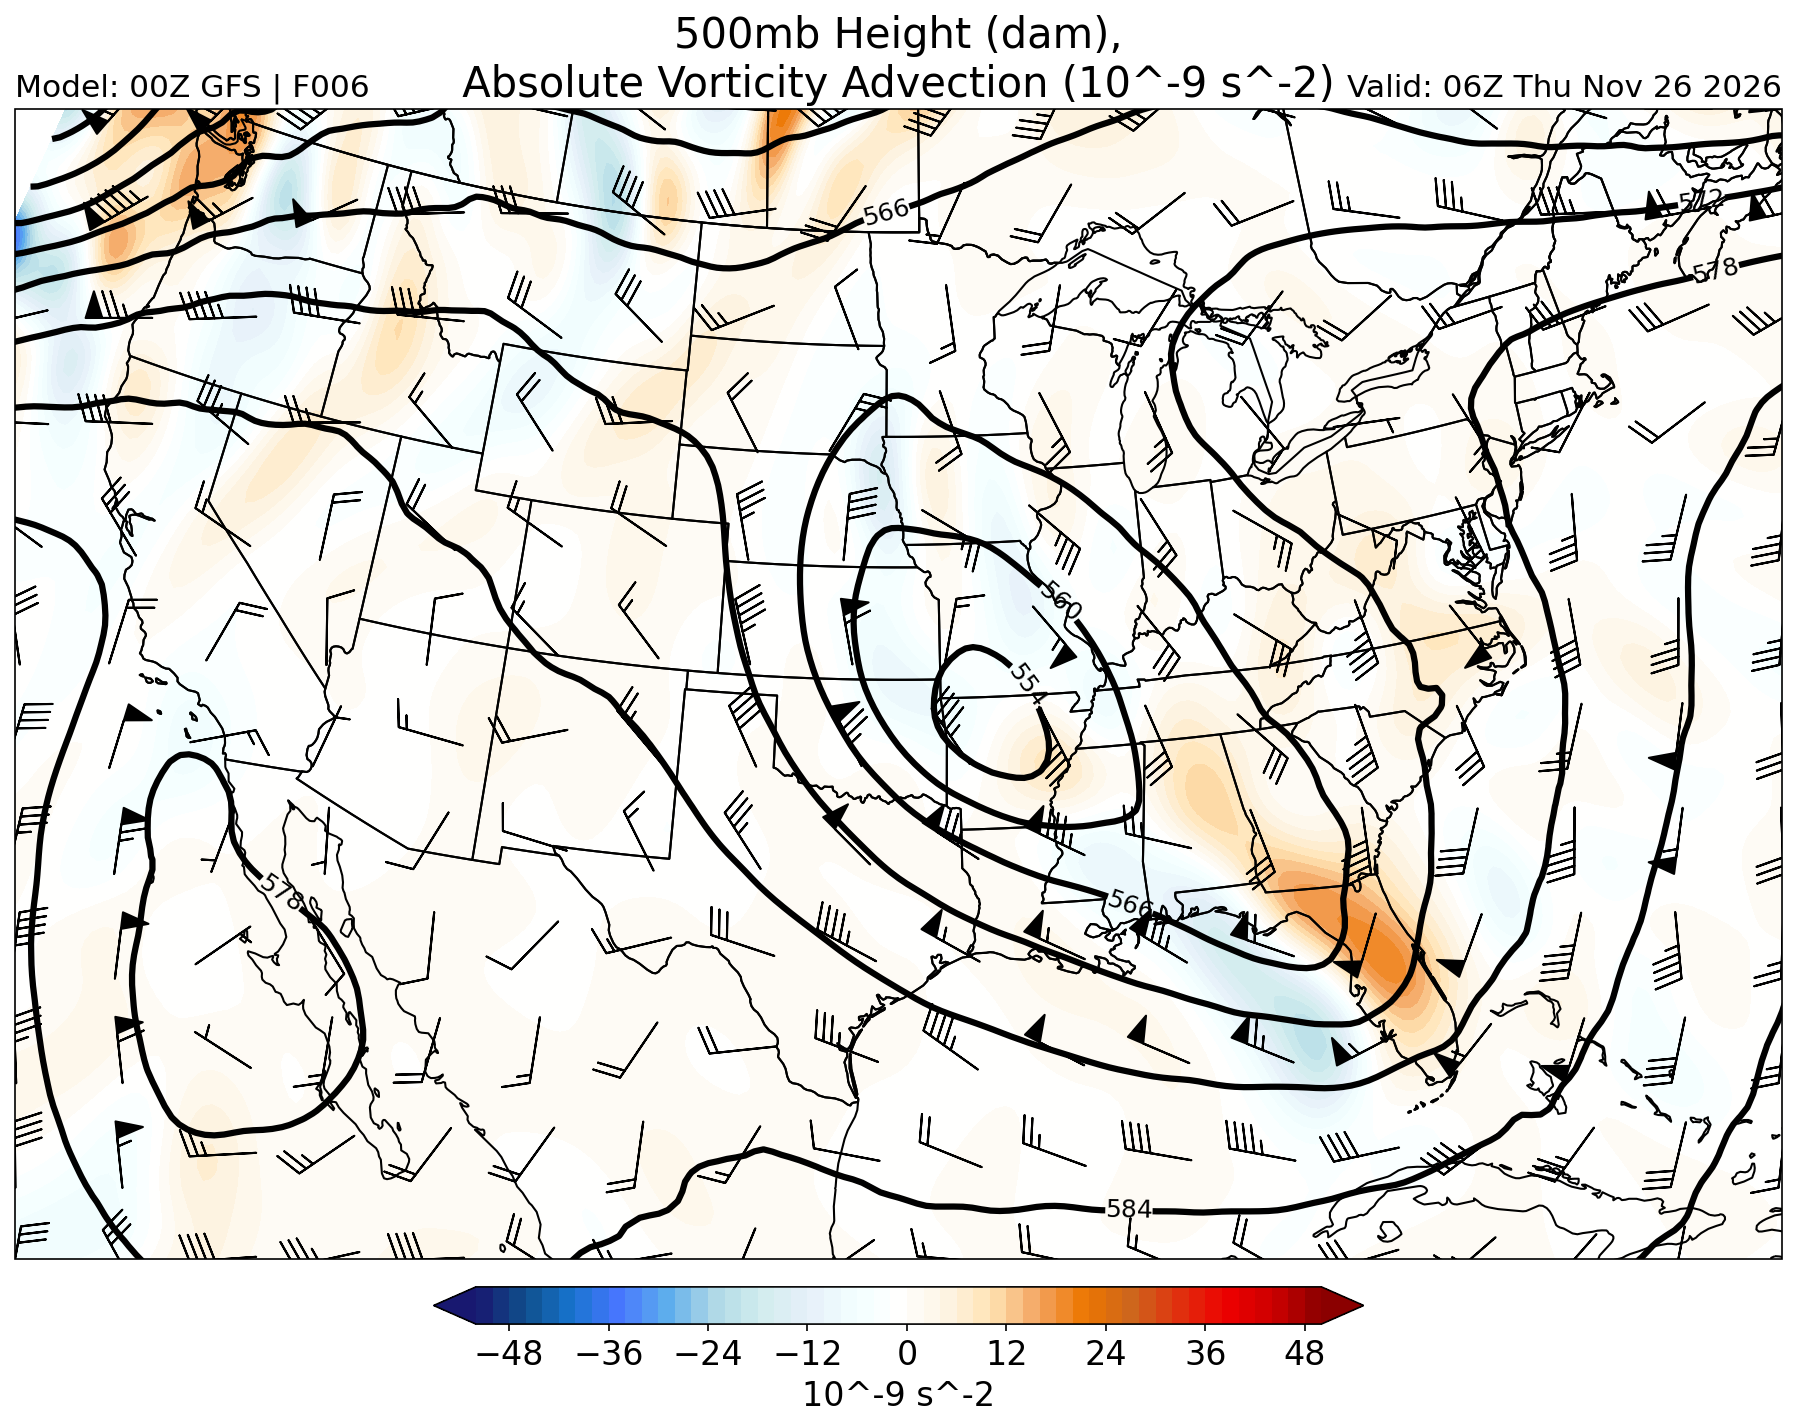 500mb Height (dam),
Model: 00Z GFS | F006
Absolute Vorticity Advection (10^-9 s^-2)
Valid: 06Z Thu Nov 26 2026
572
566
578
560
554
578
566
584
−48 −36 −24 −12 0 12 24 36 48
10^-9 s^-2